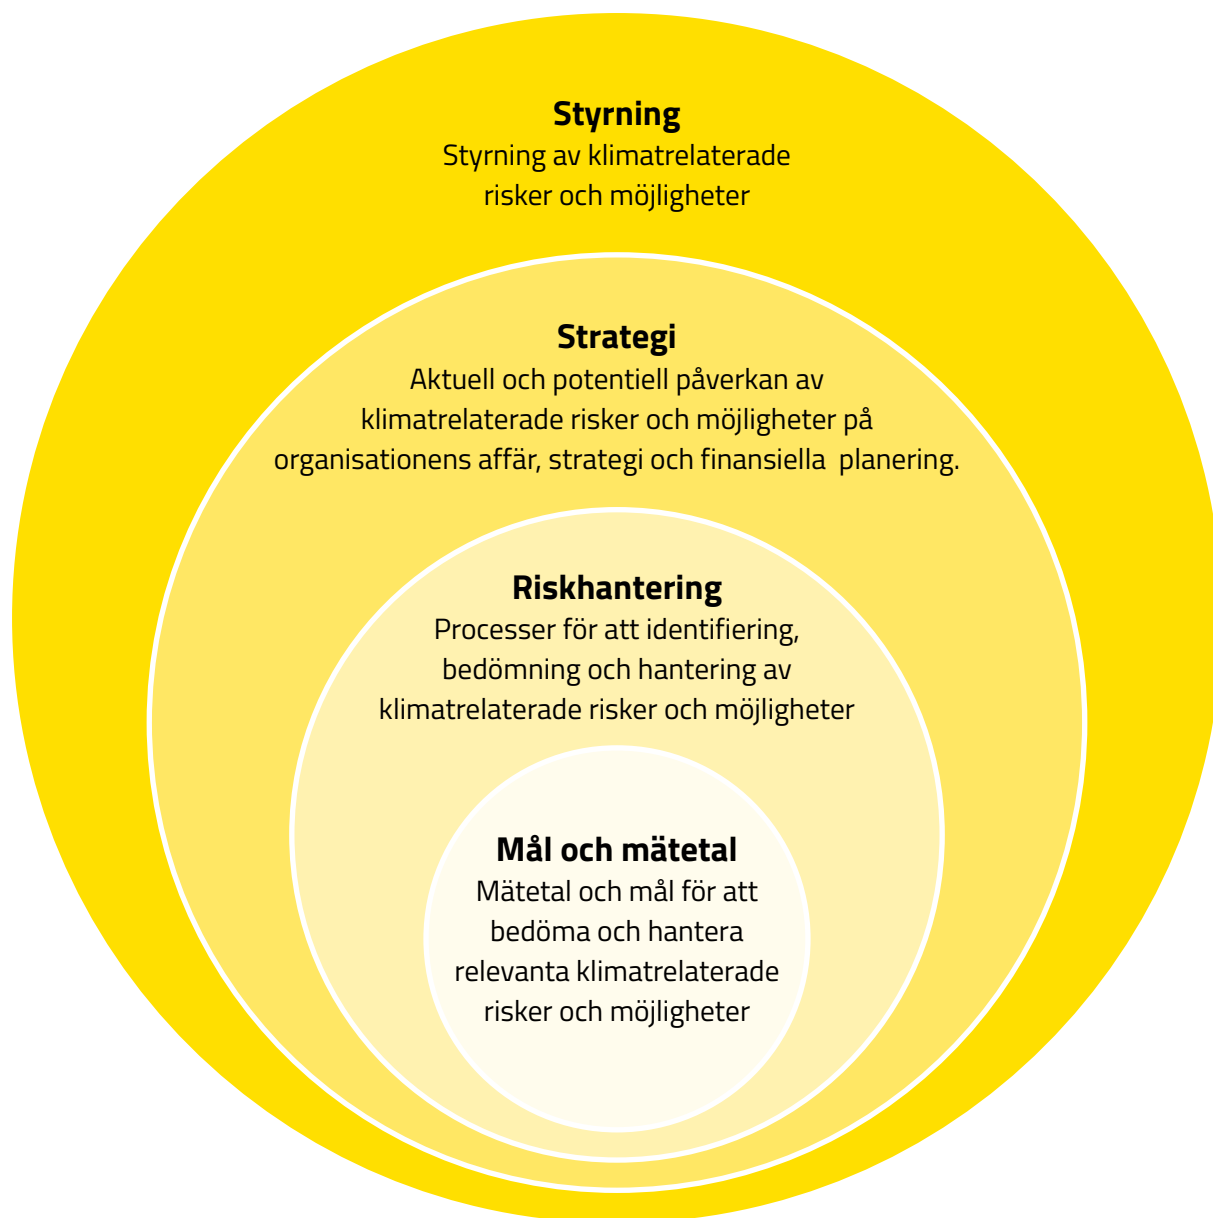 Styrning
Styrning av klimatrelaterade
risker och möjligheter
Strategi
Aktuell och potentiell påverkan av
klimatrelaterade risker och möjligheter på
organisationens affär, strategi och finansiella planering.
Riskhantering
Processer för att identifiering,
bedömning och hantering av
klimatrelaterade risker och möjligheter
Mål och mätetal
Mätetal och mål för att
bedöma och hantera
relevanta klimatrelaterade
risker och möjligheter